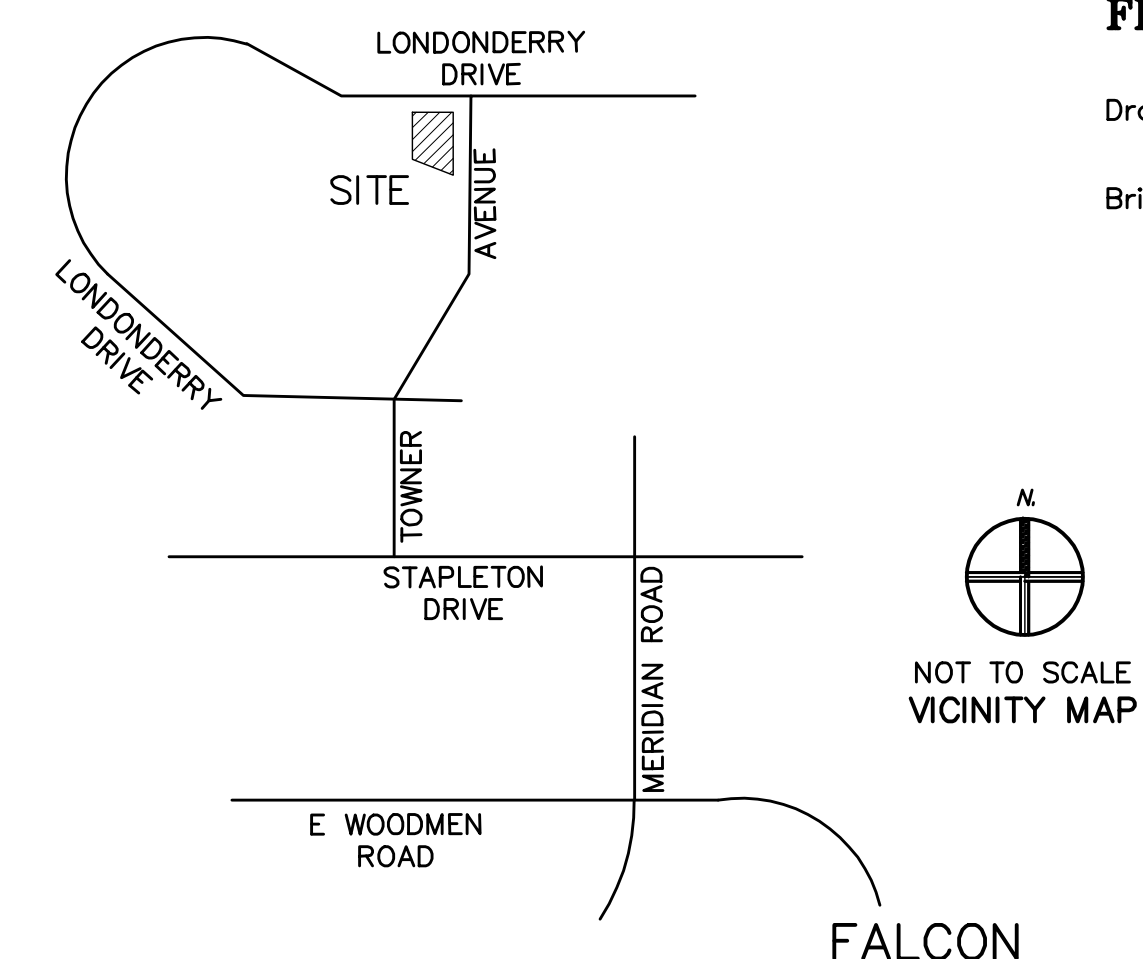 LONDONDERRY
DRIVE
SITE
AVENUE
LONDONDERRY
DRIVE
TOWNER
STAPLETON
DRIVE
MERIDIAN ROAD
E WOODMEN
ROAD
FALCON
N.
NOT TO SCALE
VICINITY MAP